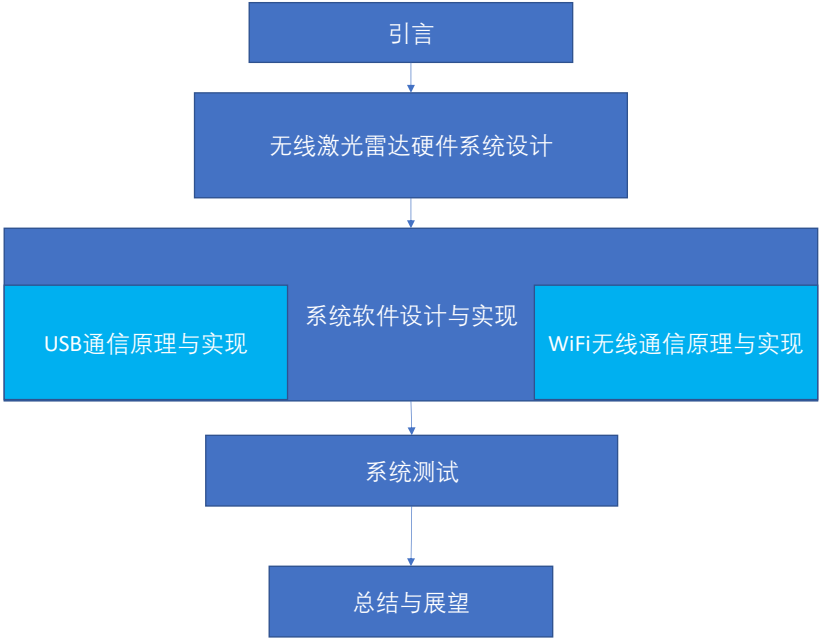 引言
无线激光雷达硬件系统设计
系统软件设计与实现
USB通信原理与实现
WiFi无线通信原理与实现
系统测试
总结与展望